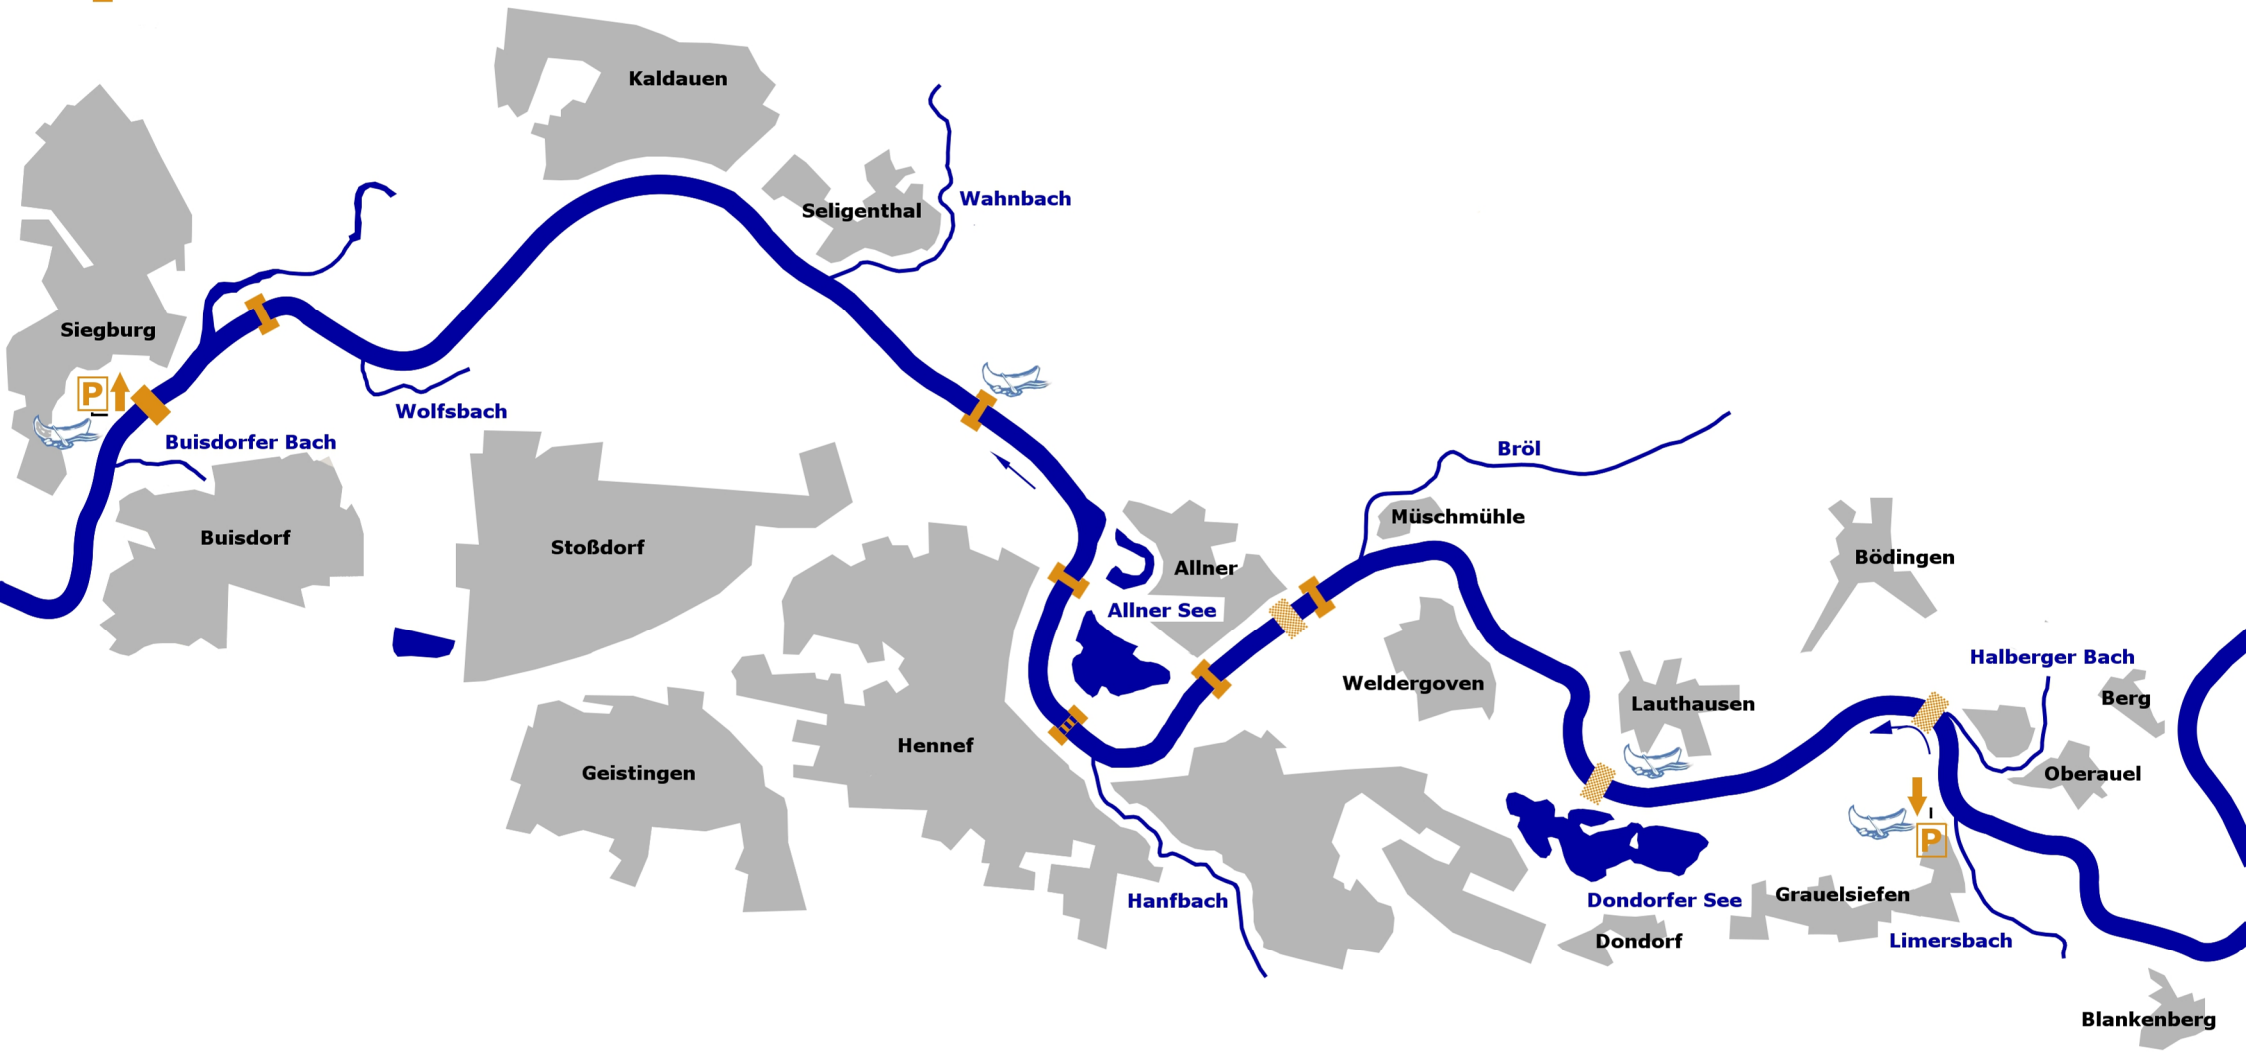 Kaldauen
Wahnbach
Seligenthal
Siegburg
P
Wolfsbach
Buisdorfer Bach
Bröl
Müschmühle
Buisdorf
Stoßdorf
Allner
Bödingen
Allner See
Halberger Bach
Weldergoven
Berg
Lauthausen
Hennef
Geistingen
Oberauel
P
Grauelsiefen
Hanfbach
Dondorfer See
Dondorf
Limersbach
Blankenberg